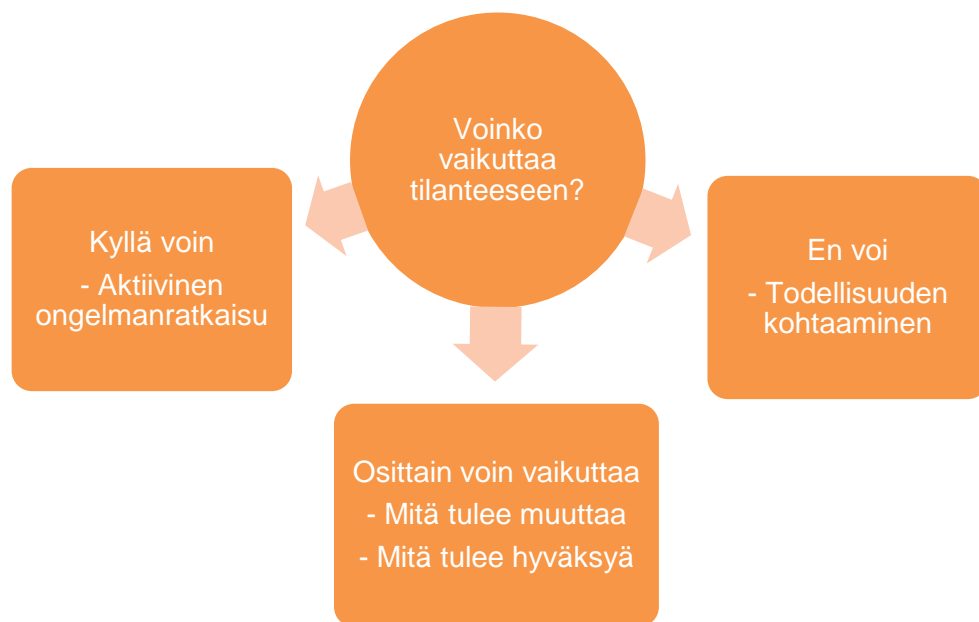 Voinko
vaikuttaa
tilanteeseen?
Kyllä voin
- Aktiivinen
ongelmanratkaisu
En voi
- Todellisuuden
kohtaaminen
Osittain voin vaikuttaa
- Mitä tulee muuttaa
- Mitä tulee hyväksyä